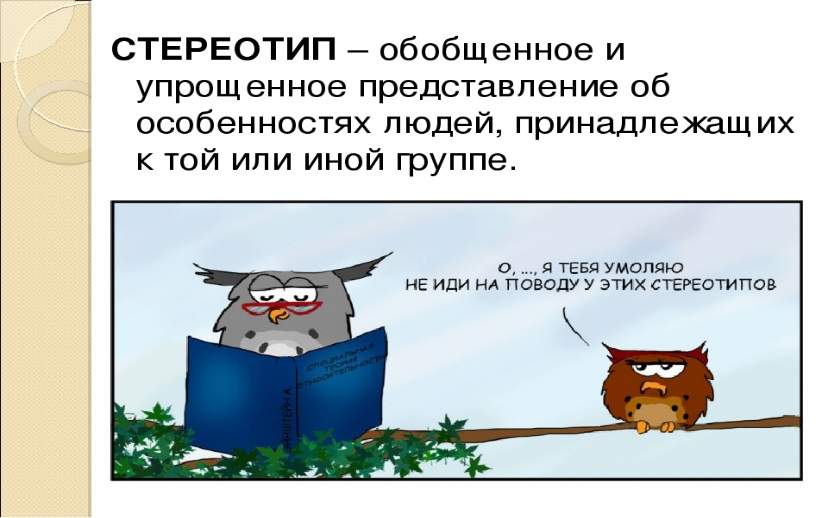 СТЕРЕОТИП – обобщенное и
упрощенное представление об
особенностях людей, принадлежащих
к той или иной группе.
О, ..., Я ТЕБЯ УМОЛЯЮ
НЕ ИДИ НА ПОВОДУ У ЭТИХ СТЕРЕОТИПОВ
СПЕЦИАЛЬНАЯ
ТЕОРИЯ
ОТНОСИТЕЛЬНОСТИ